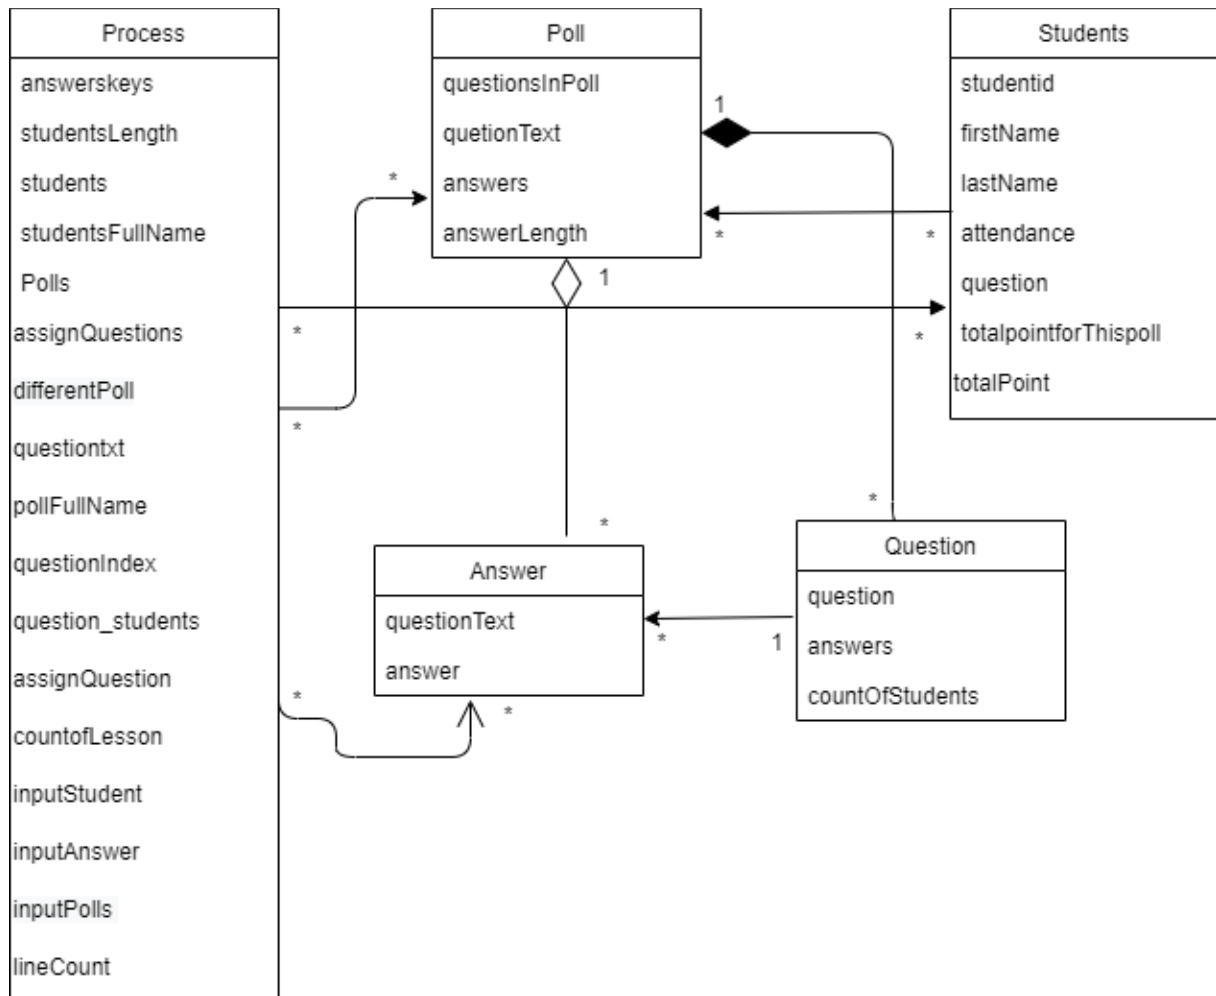 Process
answerskeys
studentsLength
students
studentsFullName
Polls
assignQuestions
differentPoll
questiontxt
pollFullName
questionIndex
question_students
assignQuestion
countofLesson
inputStudent
inputAnswer
inputPolls
lineCount
*
*
*
*
Poll
questionsInPoll
quetionText
answers
answerLength
1
1
*
*
*
Students
studentid
firstName
lastName
attendance
question
totalpointforThispoll
totalPoint
*
*
*
Answer
questionText
answer
*
*
1
Question
question
answers
countOfStudents